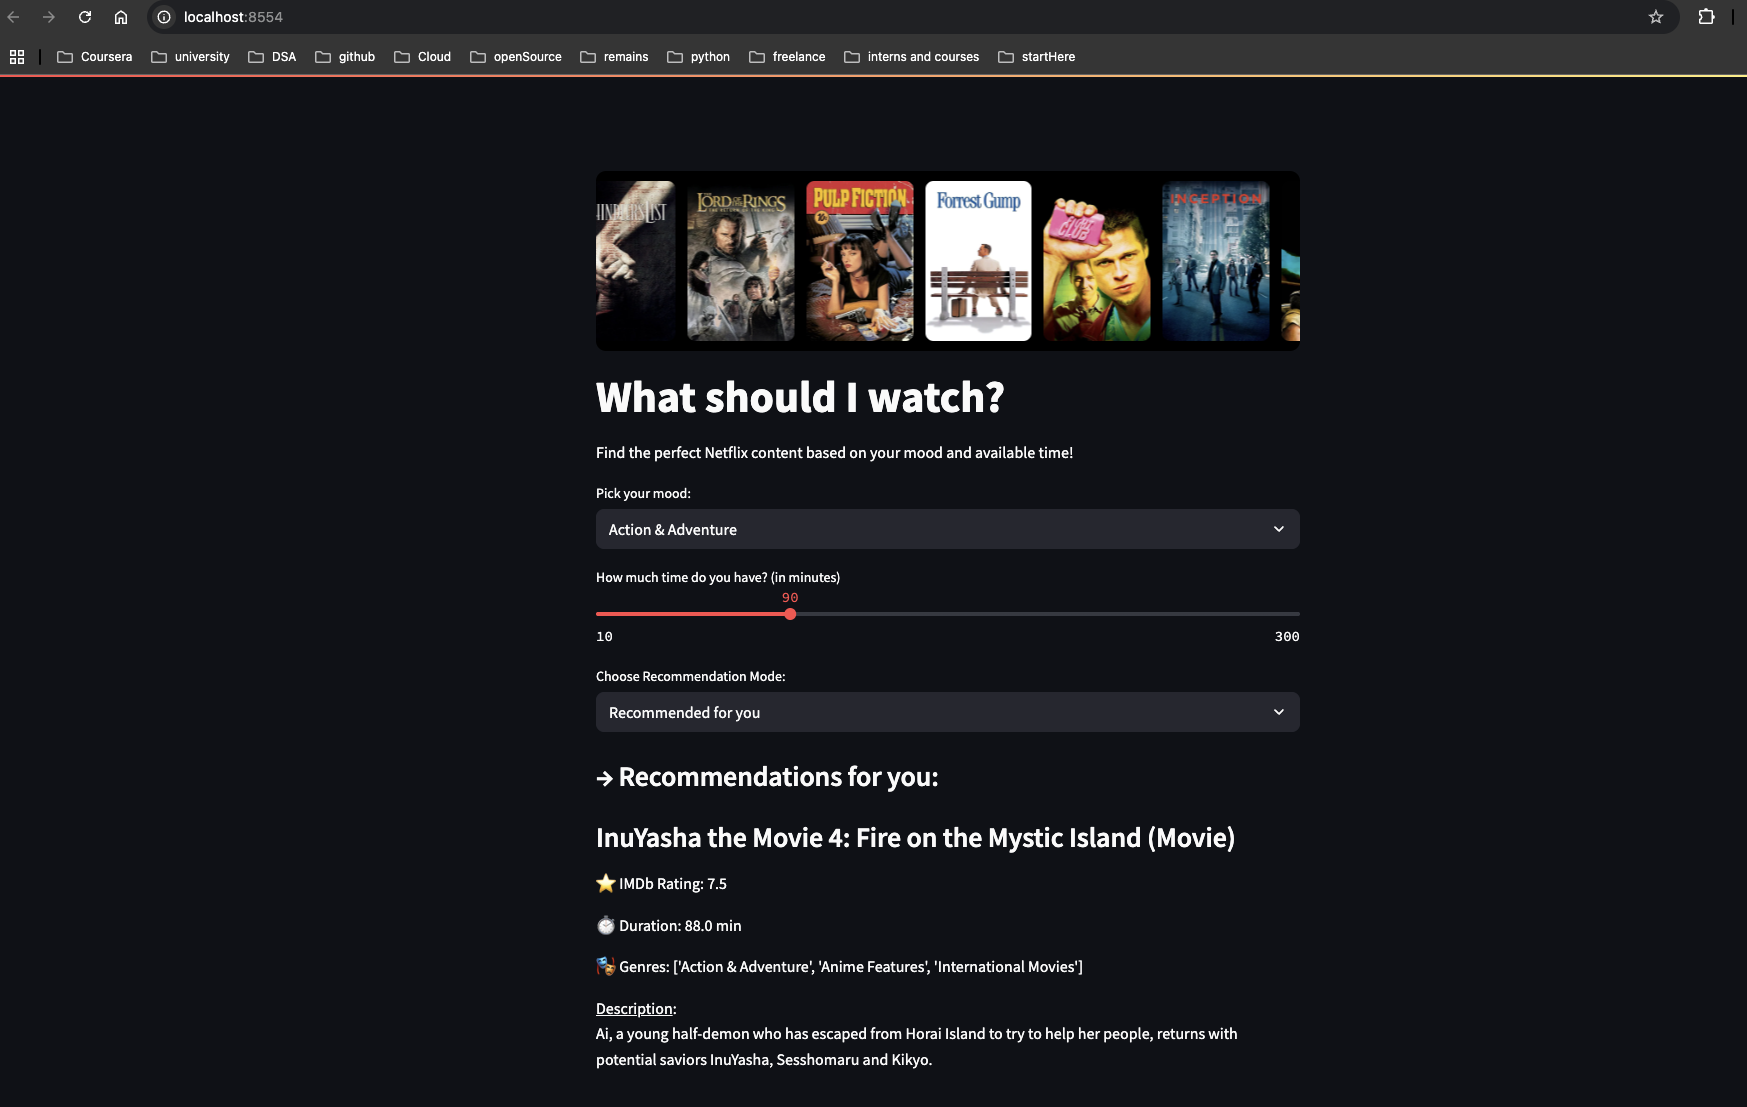 localhost:8554
Coursera university DSA github Cloud openSource remains python freelance interns and courses startHere
LORD OF THE RINGS
THE RETURN OF THE KING
PULP FICTION
Forrest Gump
FIGHT CLUB
INCEPTION
What should I watch?
Find the perfect Netflix content based on your mood and available time!
Pick your mood:
Action & Adventure
How much time do you have? (in minutes)
90
10 300
Choose Recommendation Mode:
Recommended for you
→ Recommendations for you:
InuYasha the Movie 4: Fire on the Mystic Island (Movie)
IMDb Rating: 7.5
Duration: 88.0 min
Genres: ['Action & Adventure', 'Anime Features', 'International Movies']
Description:
Ai, a young half-demon who has escaped from Horai Island to try to help her people, returns with
potential saviors InuYasha, Sesshomaru and Kikyo.